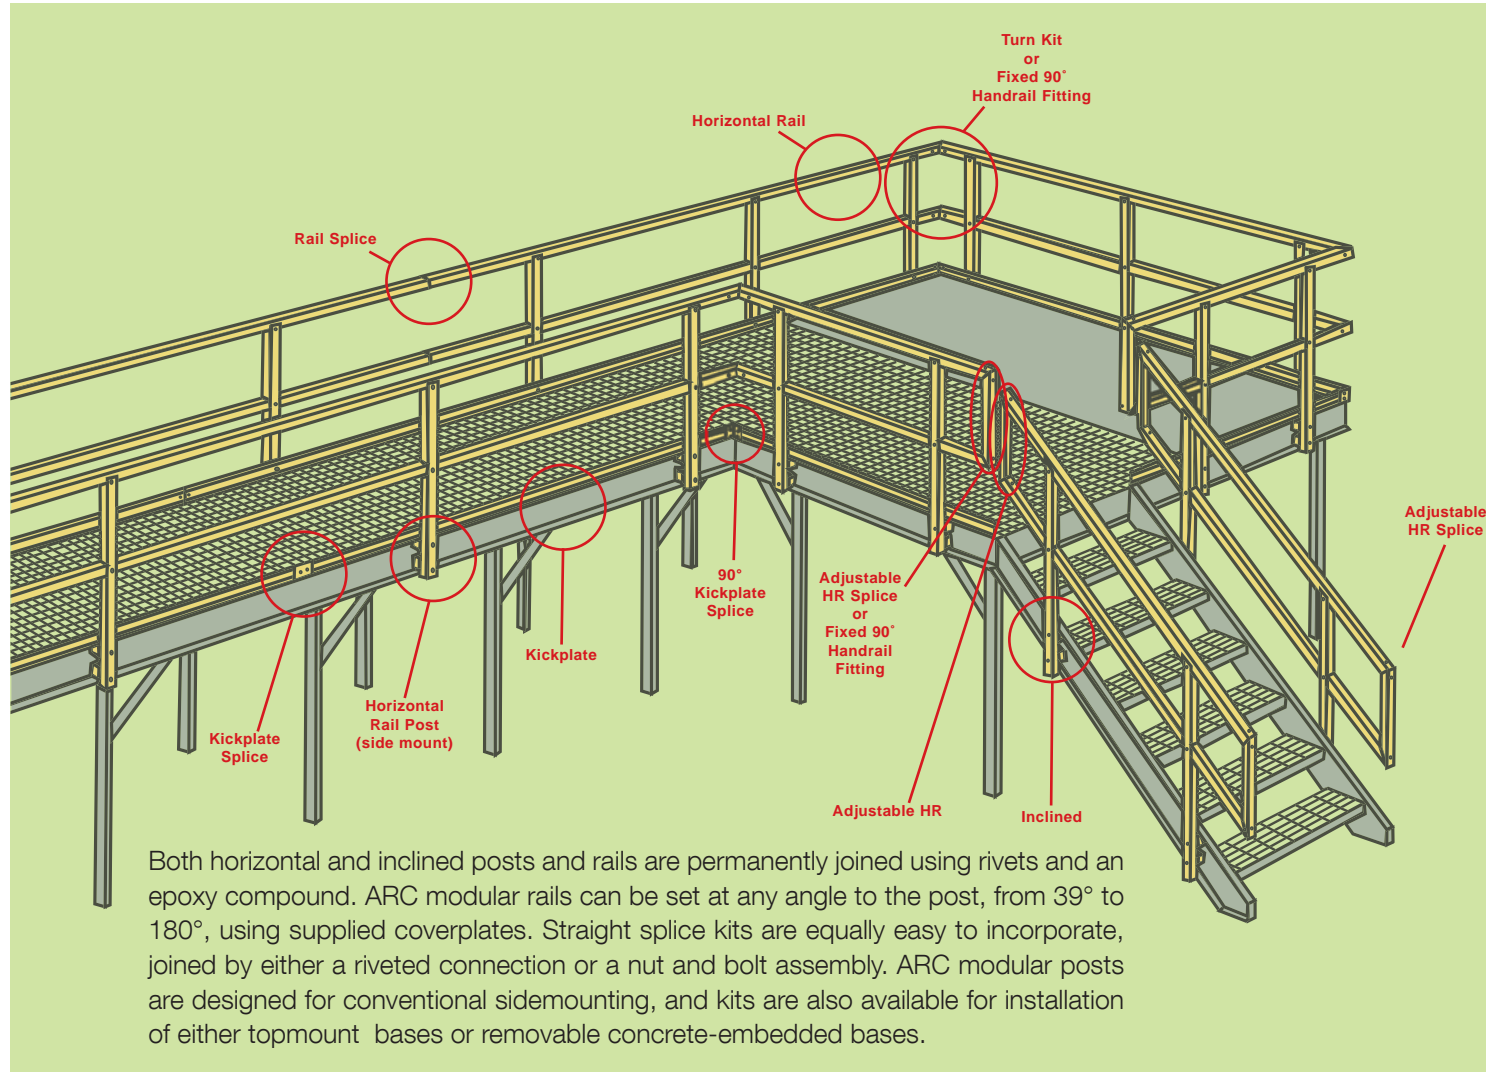 Turn Kit
or
Fixed 90˚
Handrail Fitting
Horizontal Rail
Rail Splice
Adjustable
HR Splice
90°
Kickplate
Splice
Adjustable
HR Splice
or
Fixed 90˚
Handrail
Fitting
Kickplate
Horizontal
Rail Post
(side mount)
Kickplate
Splice
Adjustable HR
Inclined
Both horizontal and inclined posts and rails are permanently joined using rivets and an
epoxy compound. ARC modular rails can be set at any angle to the post, from 39° to
180°, using supplied coverplates. Straight splice kits are equally easy to incorporate,
joined by either a riveted connection or a nut and bolt assembly. ARC modular posts
are designed for conventional sidemounting, and kits are also available for installation
of either topmount  bases or removable concrete-embedded bases.